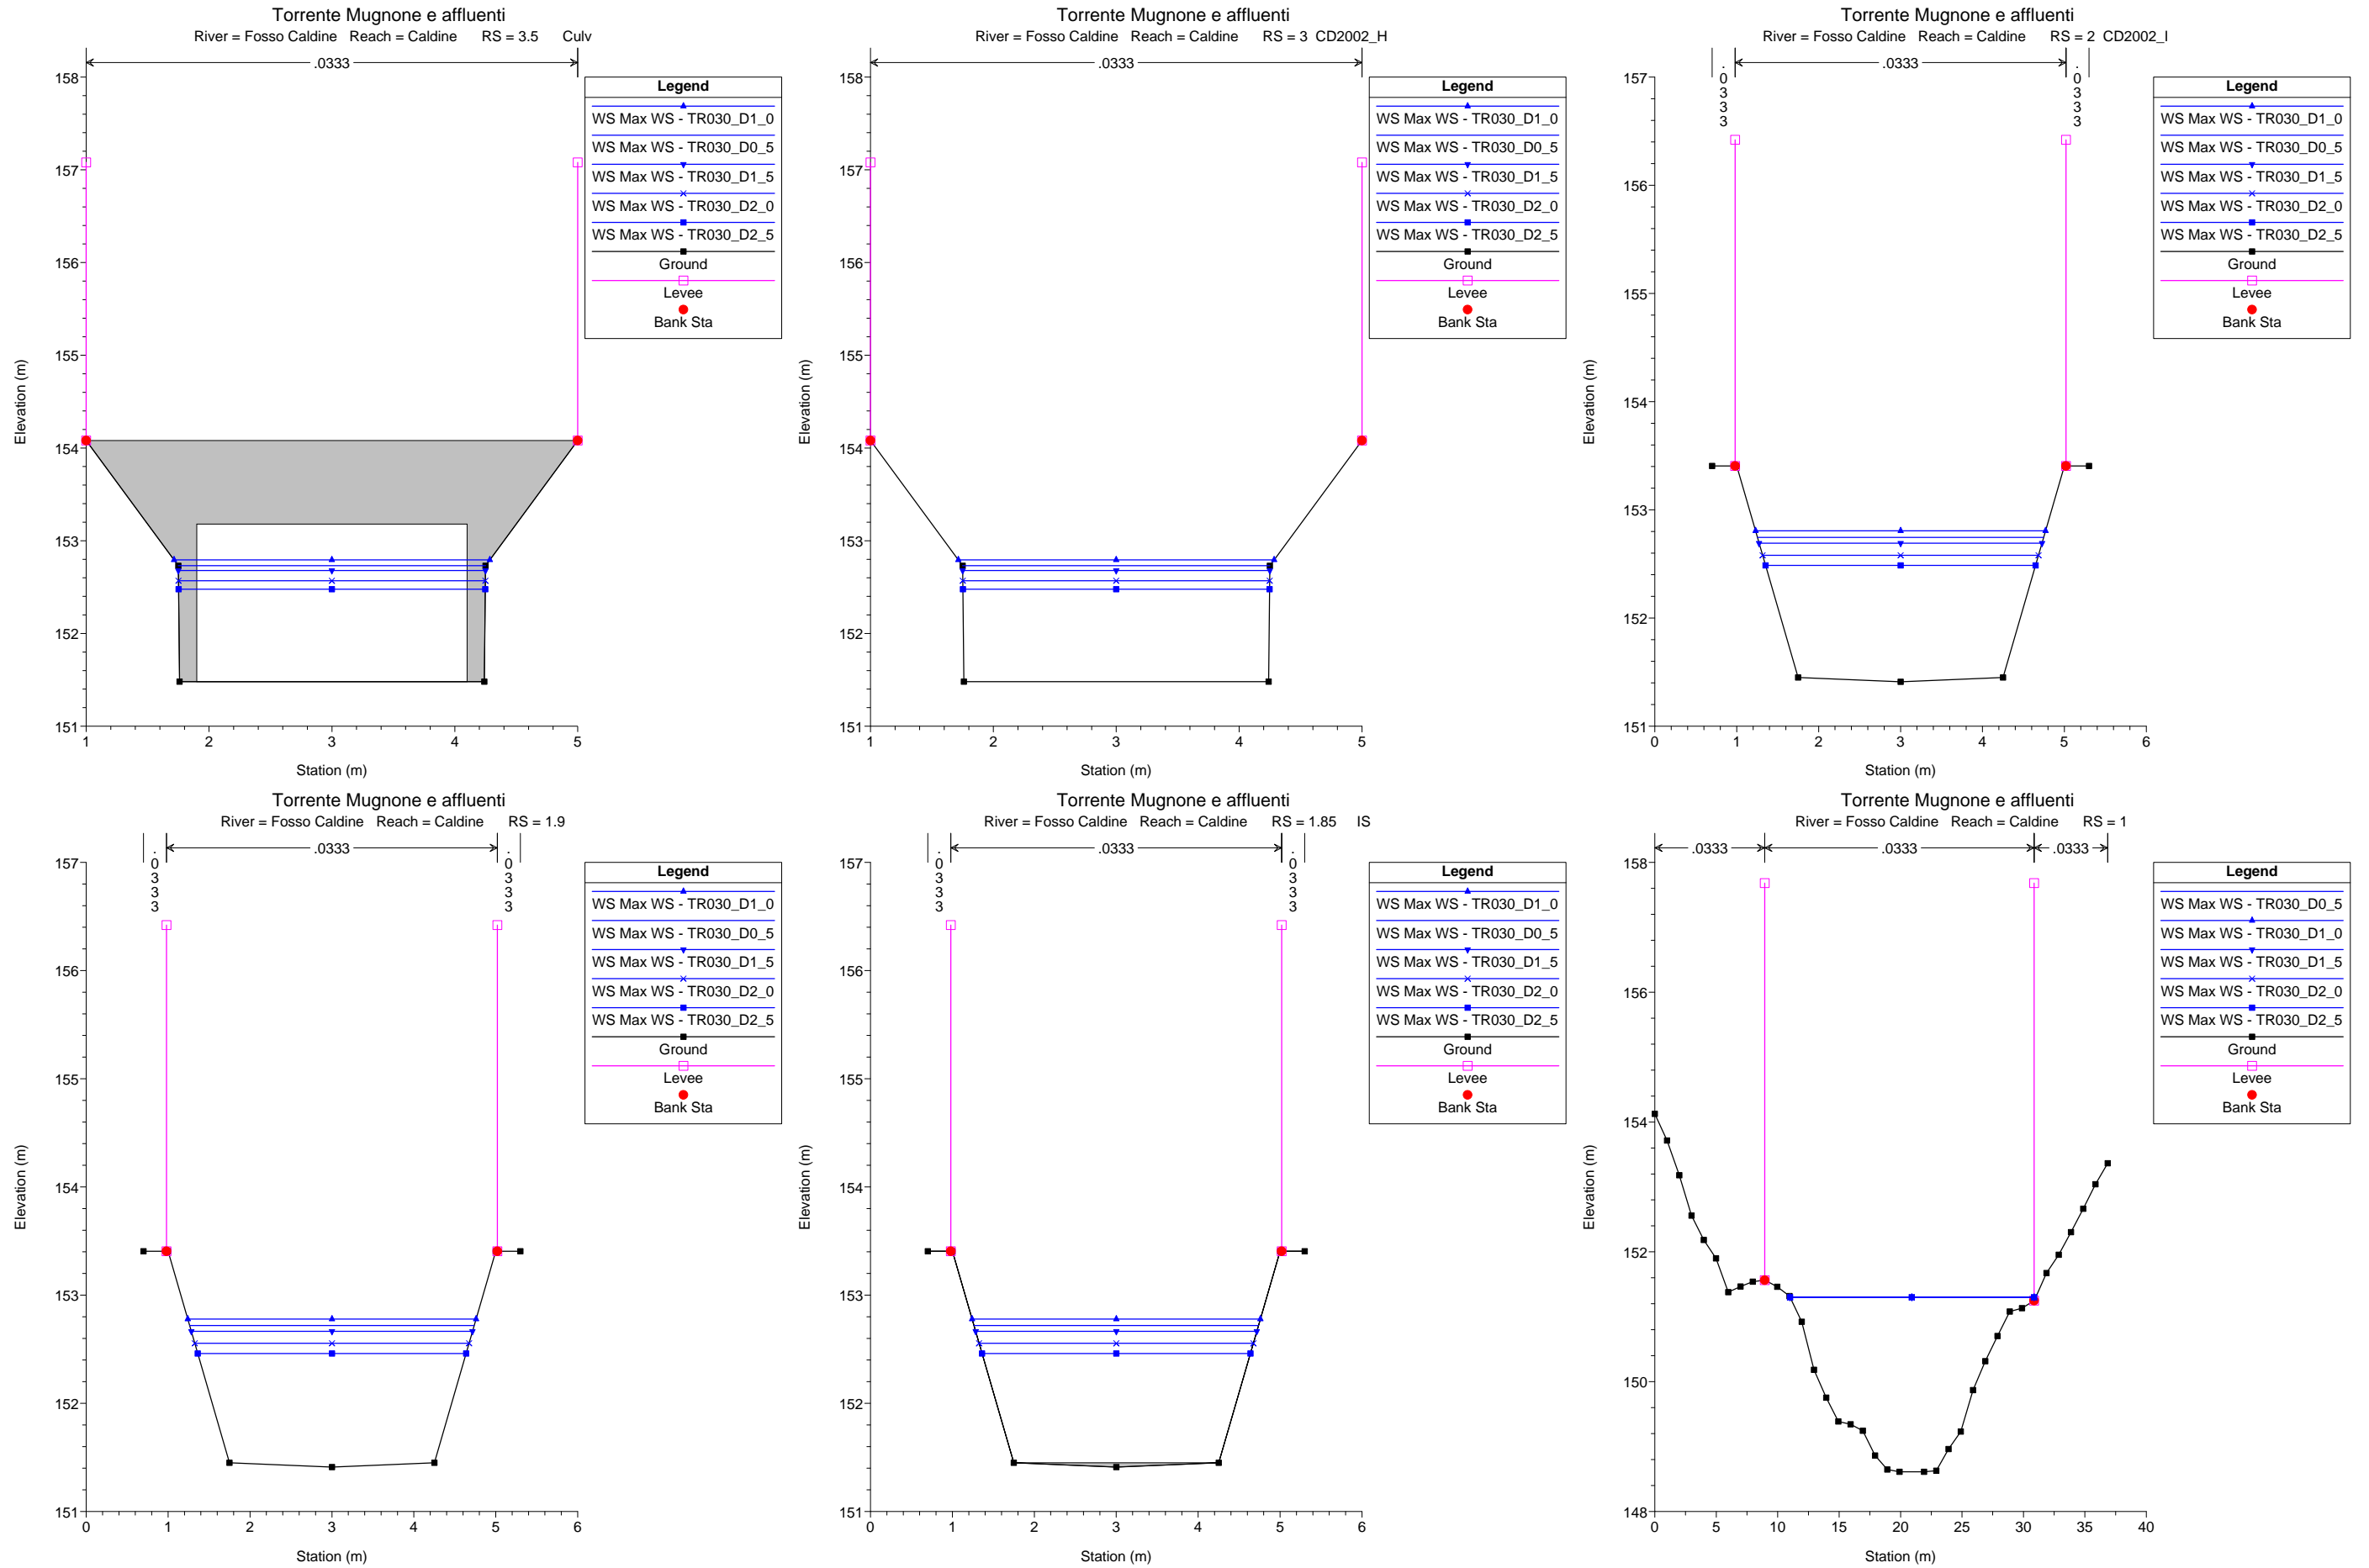 Torrente Mugnone e affluenti
River = Fosso Caldine Reach = Caldine RS = 3.5 Culv
.0333
158
157
156
155
154
153
152
151
Elevation (m)
1
2
3
4
5
Station (m)
Legend
WS Max WS - TR030_D1_0
WS Max WS - TR030_D0_5
WS Max WS - TR030_D1_5
WS Max WS - TR030_D2_0
WS Max WS - TR030_D2_5
Ground
Levee
Bank Sta
Torrente Mugnone e affluenti
River = Fosso Caldine Reach = Caldine RS = 3 CD2002_H
.0333
158
157
156
155
154
153
152
151
Elevation (m)
1
2
3
4
5
Station (m)
Legend
WS Max WS - TR030_D1_0
WS Max WS - TR030_D0_5
WS Max WS - TR030_D1_5
WS Max WS - TR030_D2_0
WS Max WS - TR030_D2_5
Ground
Levee
Bank Sta
Torrente Mugnone e affluenti
River = Fosso Caldine Reach = Caldine RS = 2 CD2002_I
.0333
.0333
.0333
157
156
155
154
153
152
151
Elevation (m)
0
1
2
3
4
5
6
Station (m)
Legend
WS Max WS - TR030_D1_0
WS Max WS - TR030_D0_5
WS Max WS - TR030_D1_5
WS Max WS - TR030_D2_0
WS Max WS - TR030_D2_5
Ground
Levee
Bank Sta
Torrente Mugnone e affluenti
River = Fosso Caldine Reach = Caldine RS = 1.9
.0333
.0333
.0333
157
156
155
154
153
152
151
Elevation (m)
0
1
2
3
4
5
6
Station (m)
Legend
WS Max WS - TR030_D1_0
WS Max WS - TR030_D0_5
WS Max WS - TR030_D1_5
WS Max WS - TR030_D2_0
WS Max WS - TR030_D2_5
Ground
Levee
Bank Sta
Torrente Mugnone e affluenti
River = Fosso Caldine Reach = Caldine RS = 1.85 IS
.0333
.0333
.0333
157
156
155
154
153
152
151
Elevation (m)
0
1
2
3
4
5
6
Station (m)
Legend
WS Max WS - TR030_D1_0
WS Max WS - TR030_D0_5
WS Max WS - TR030_D1_5
WS Max WS - TR030_D2_0
WS Max WS - TR030_D2_5
Ground
Levee
Bank Sta
Torrente Mugnone e affluenti
River = Fosso Caldine Reach = Caldine RS = 1
.0333
.0333
.0333
158
156
154
152
150
148
Elevation (m)
0
5
10
15
20
25
30
35
40
Station (m)
Legend
WS Max WS - TR030_D0_5
WS Max WS - TR030_D1_0
WS Max WS - TR030_D1_5
WS Max WS - TR030_D2_0
WS Max WS - TR030_D2_5
Ground
Levee
Bank Sta